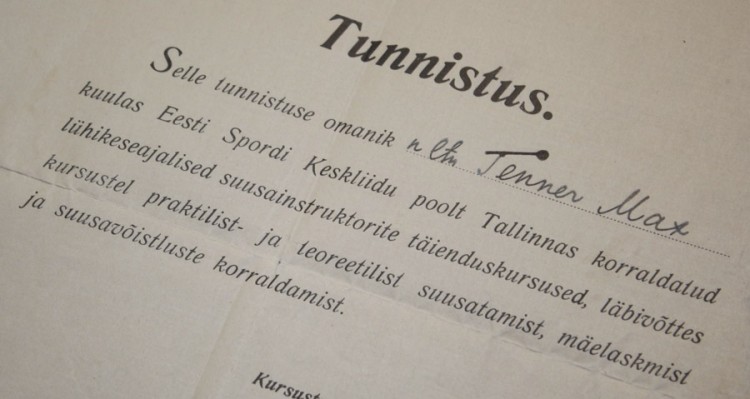 Tunnistus.
Selle tunnistuse omanik nltn Tenner Max
kuulas Eesti Spordi Keskliidu poolt Tallinnas korraldatud
lühikeseajalised suusainstruktorite täienduskursused, läbivõttes
kursustel praktilist- ja teoreetilist suusatamist, mäelaskmist
ja suusavõistluste korraldamist.